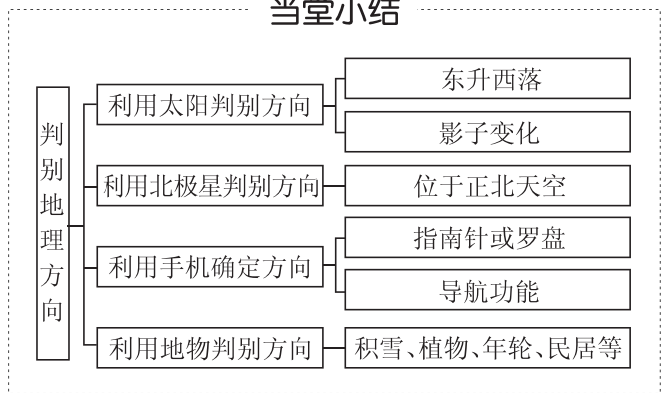 当堂小结
判别地理方向
利用太阳判别方向
东升西落
影子变化
利用北极星判别方向
位于正北天空
利用手机确定方向
指南针或罗盘
导航功能
利用地物判别方向
积雪、植物、年轮、民居等